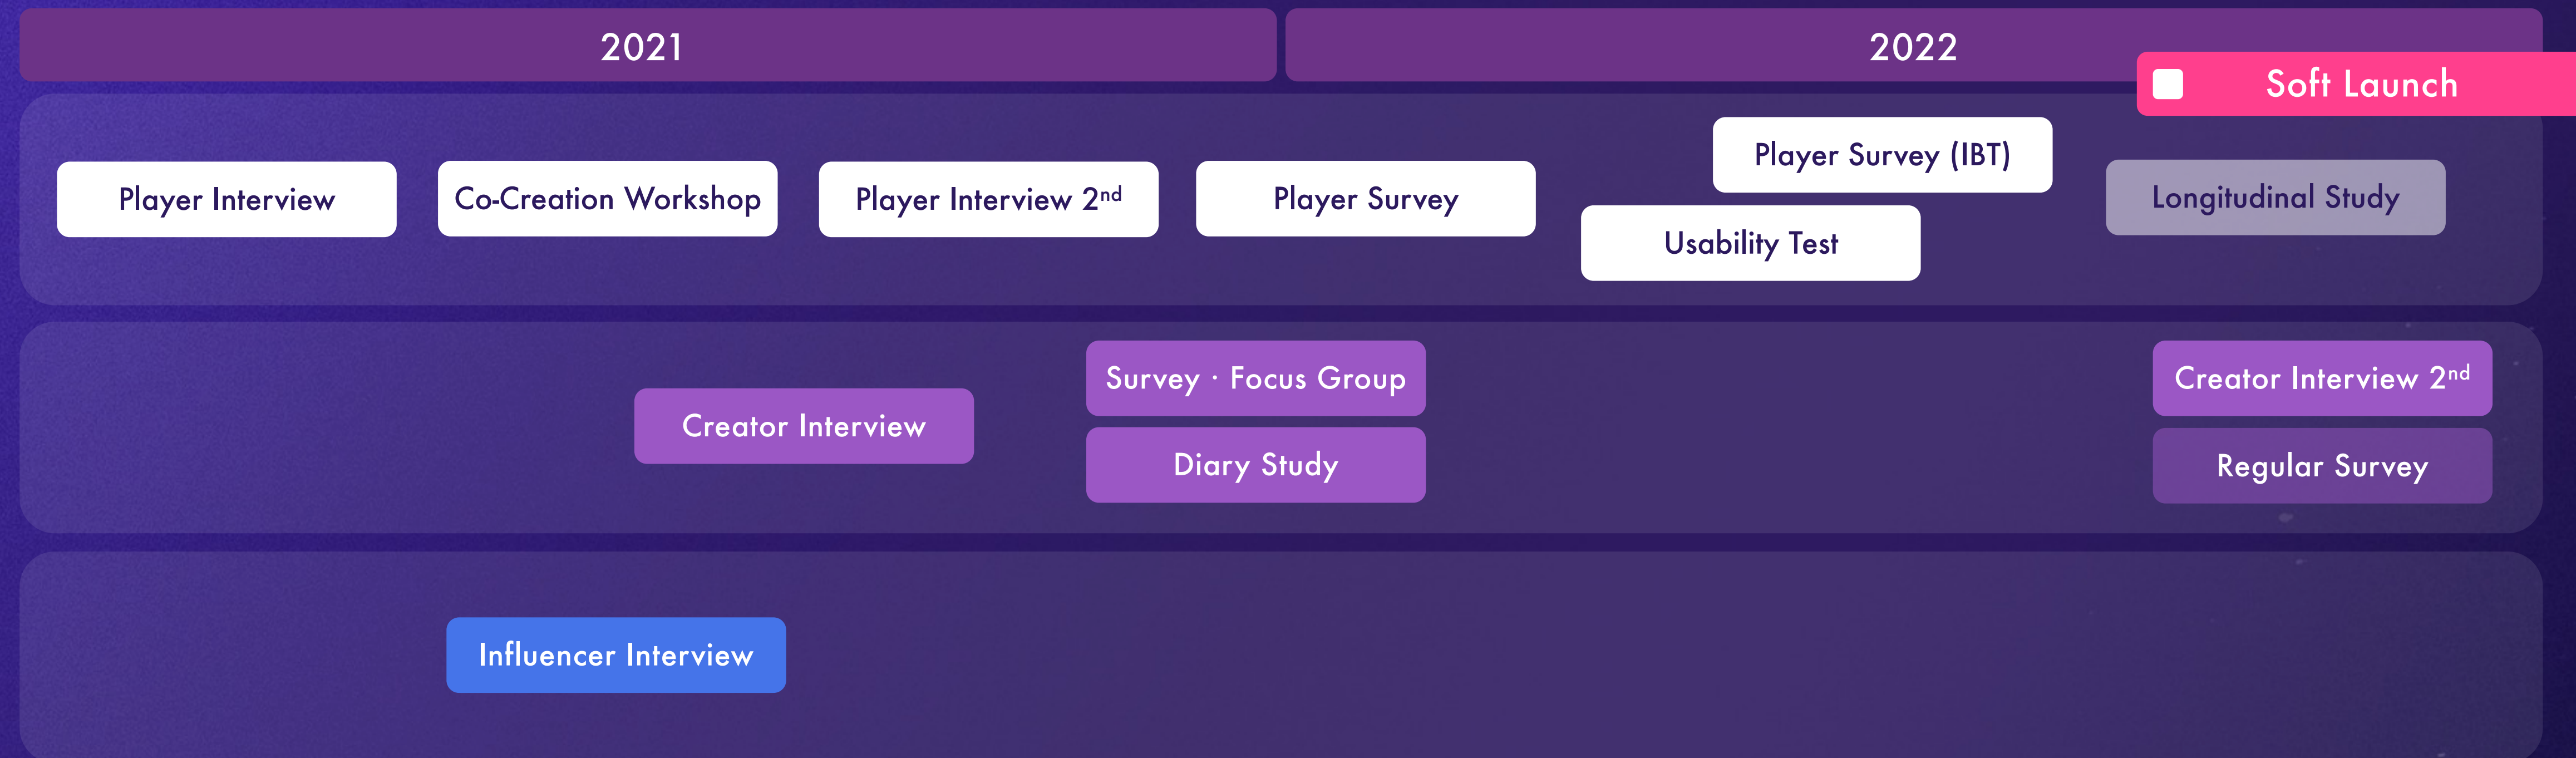 2021
2022
Soft Launch
Player Survey (IBT)
Player Interview
Co-Creation Workshop
Player Interview 2nd
Player Survey
Longitudinal Study
Usability Test
Survey · Focus Group
Creator Interview 2nd
Creator Interview
Diary Study
Regular Survey
Influencer Interview